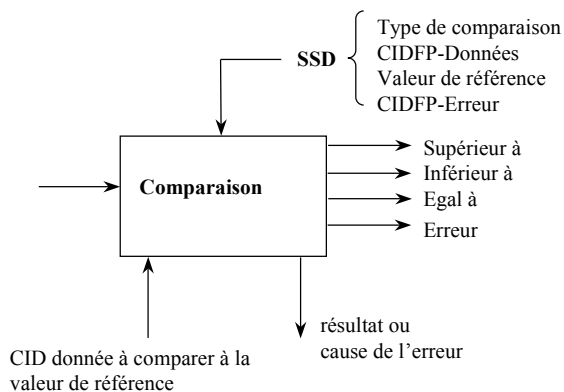 Type de comparaison
SSD
CIDFP-Données
Valeur de référence
CIDFP-Erreur
Comparaison
Supérieur à
Inférieur à
Egal à
Erreur
CID donnée à comparer à la
valeur de référence
résultat ou
cause de l'erreur